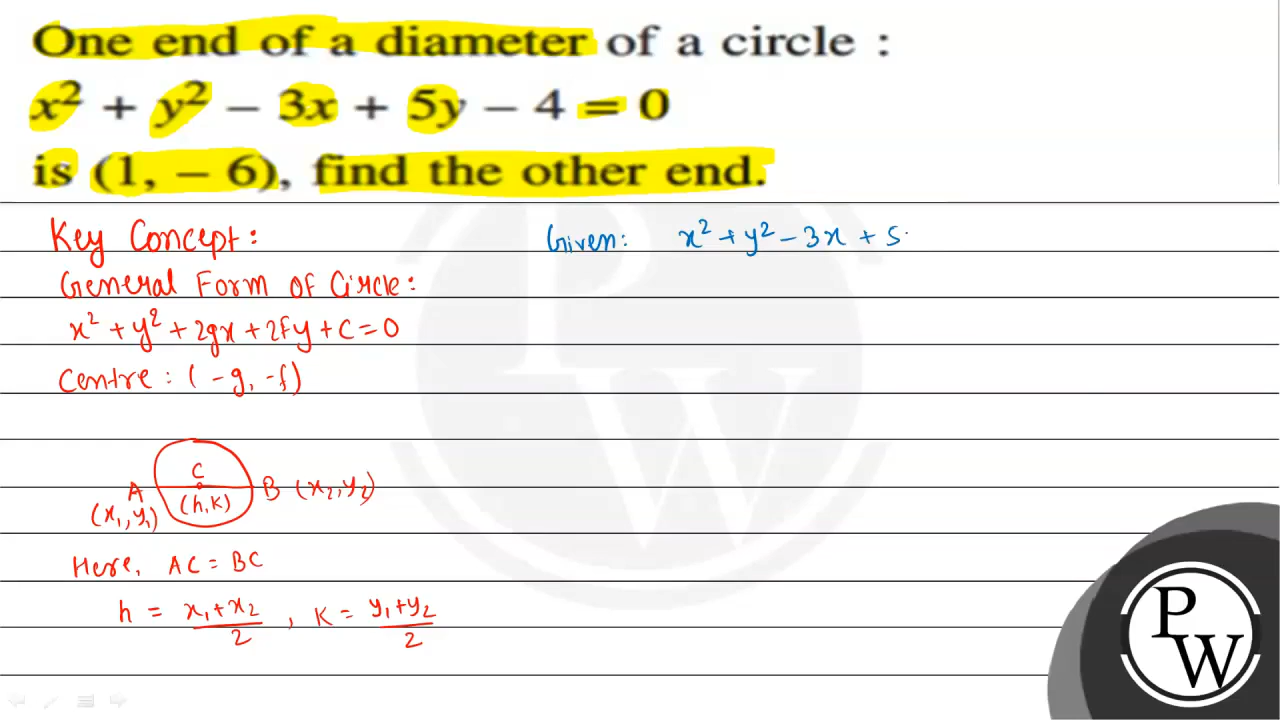 One end of a diameter of a circle :
x² + y² − 3x + 5y − 4 = 0
is (1, − 6), find the other end.
Key Concept:
General Form of Circle:
x² + y² + 2gx + 2fy + C = 0
Centre : (-g, -f)
C
A B (x₂, y₂)
(h, k)
(x₁, y₁)
Here, AC = BC
h = x₁+x₂/2 , K = y₁+y₂/2
Given: x² + y² − 3x + 5
PW
P
W